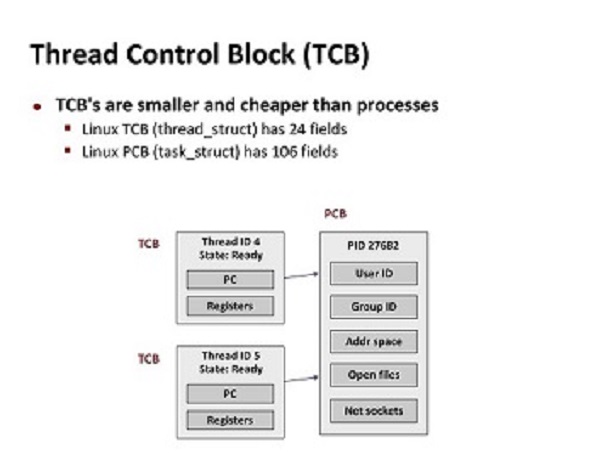 Thread Control Block (TCB)
• TCB's are smaller and cheaper than processes
▪ Linux TCB (thread_struct) has 24 fields
▪ Linux PCB (task_struct) has 106 fields
PCB
TCB
Thread ID 4
State: Ready
PC
Registers
TCB
Thread ID 5
State: Ready
PC
Registers
PID 27682
User ID
Group ID
Addr space
Open files
Net sockets